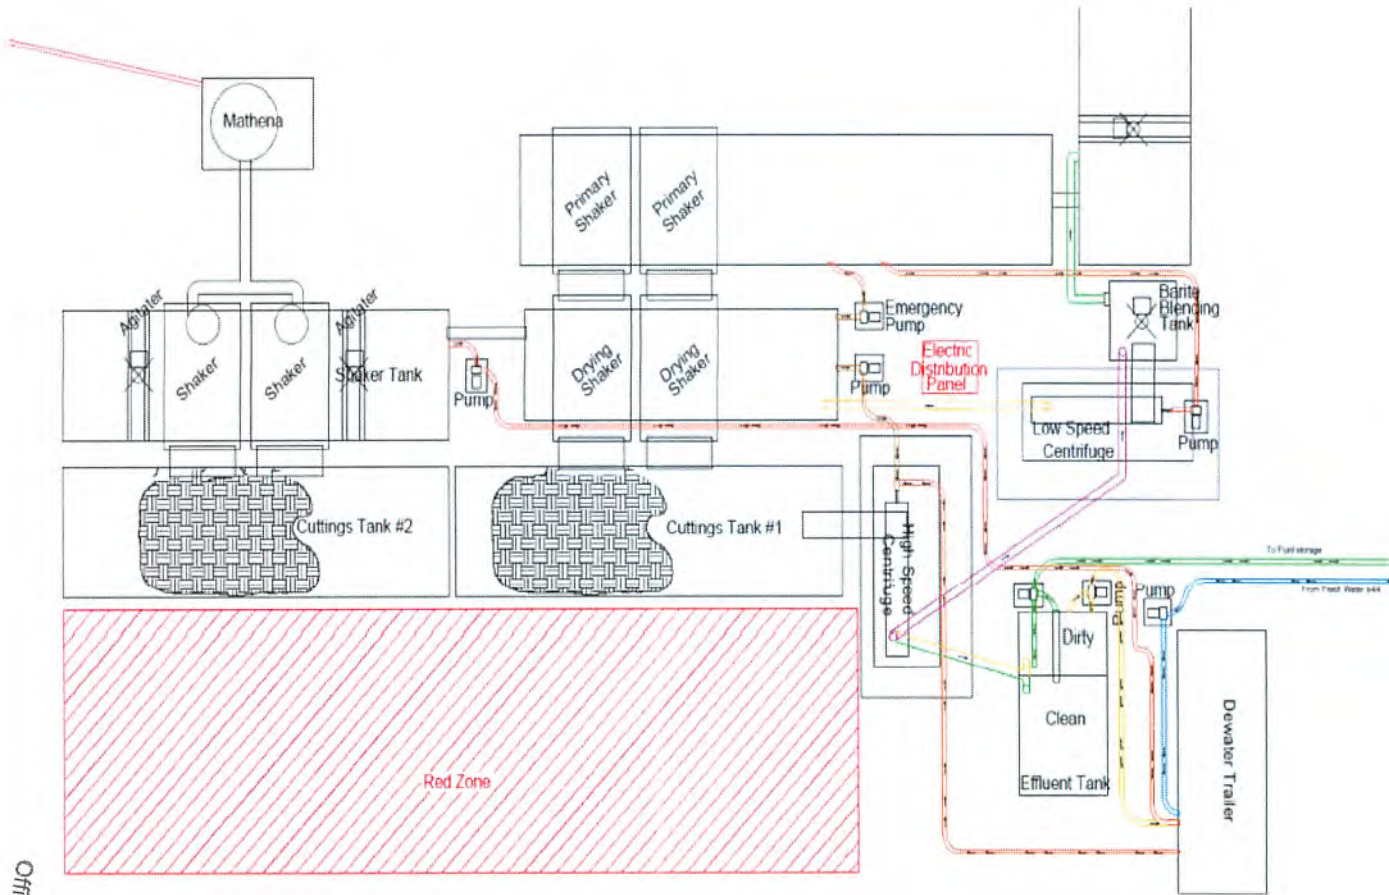 Mathena
Primary
Shaker
Primary
Shaker
Agitater
Agitater
Shaker
Shaker
Shaker Tank
Pump
Drying
Shaker
Drying
Shaker
Emergency
Pump
Pump
Electric
Distribution
Panel
Barite
Blending
Tank
Low Speed
Centrifuge
Pump
Cuttings Tank #2
Cuttings Tank #1
High Speed
Centrifuge
To Fluid storage
Pump
Pump
Dirty
Clean
Effluent Tank
Dewater Trailer
Red Zone
Offi